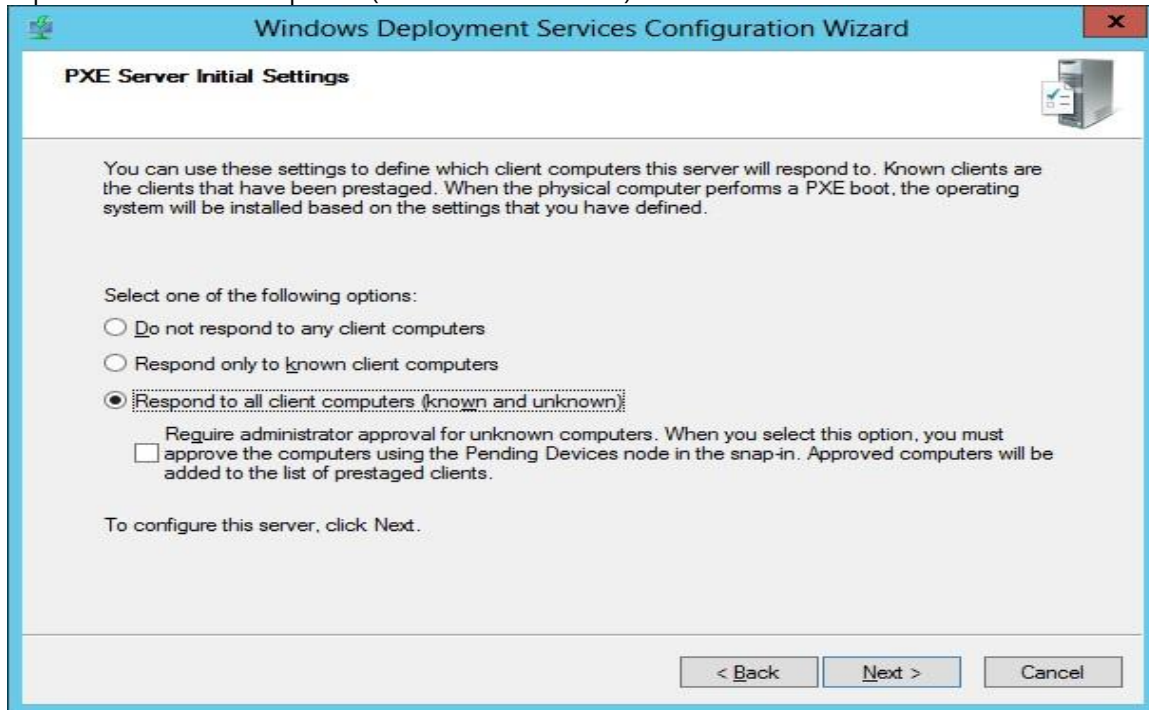 Windows Deployment Services Configuration Wizard
x
PXE Server Initial Settings
You can use these settings to define which client computers this server will respond to. Known clients are
the clients that have been prestaged. When the physical computer performs a PXE boot, the operating
system will be installed based on the settings that you have defined.
Select one of the following options:
Do not respond to any client computers
Respond only to known client computers
Respond to all client computers (known and unknown)
Require administrator approval for unknown computers. When you select this option, you must
approve the computers using the Pending Devices node in the snap-in. Approved computers will be
added to the list of prestaged clients.
To configure this server, click Next.
< Back Next > Cancel